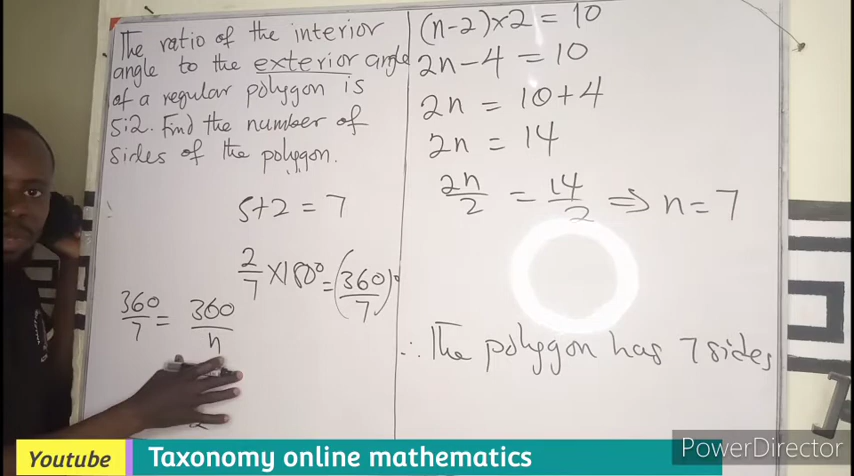 The ratio of the interior
angle to the exterior angle
of a regular polygon is
5:2. Find the number of
sides of the polygon.
5+2 = 7
2/7 × 180° = (360/7)°
360/7 = 360/n
(n-2)×2 = 10
2n-4 = 10
2n = 10+4
2n = 14
2n/2 = 14/2 ⇒ n = 7
∴ The polygon has 7 sides
Youtube Taxonomy online mathematics
PowerDirector